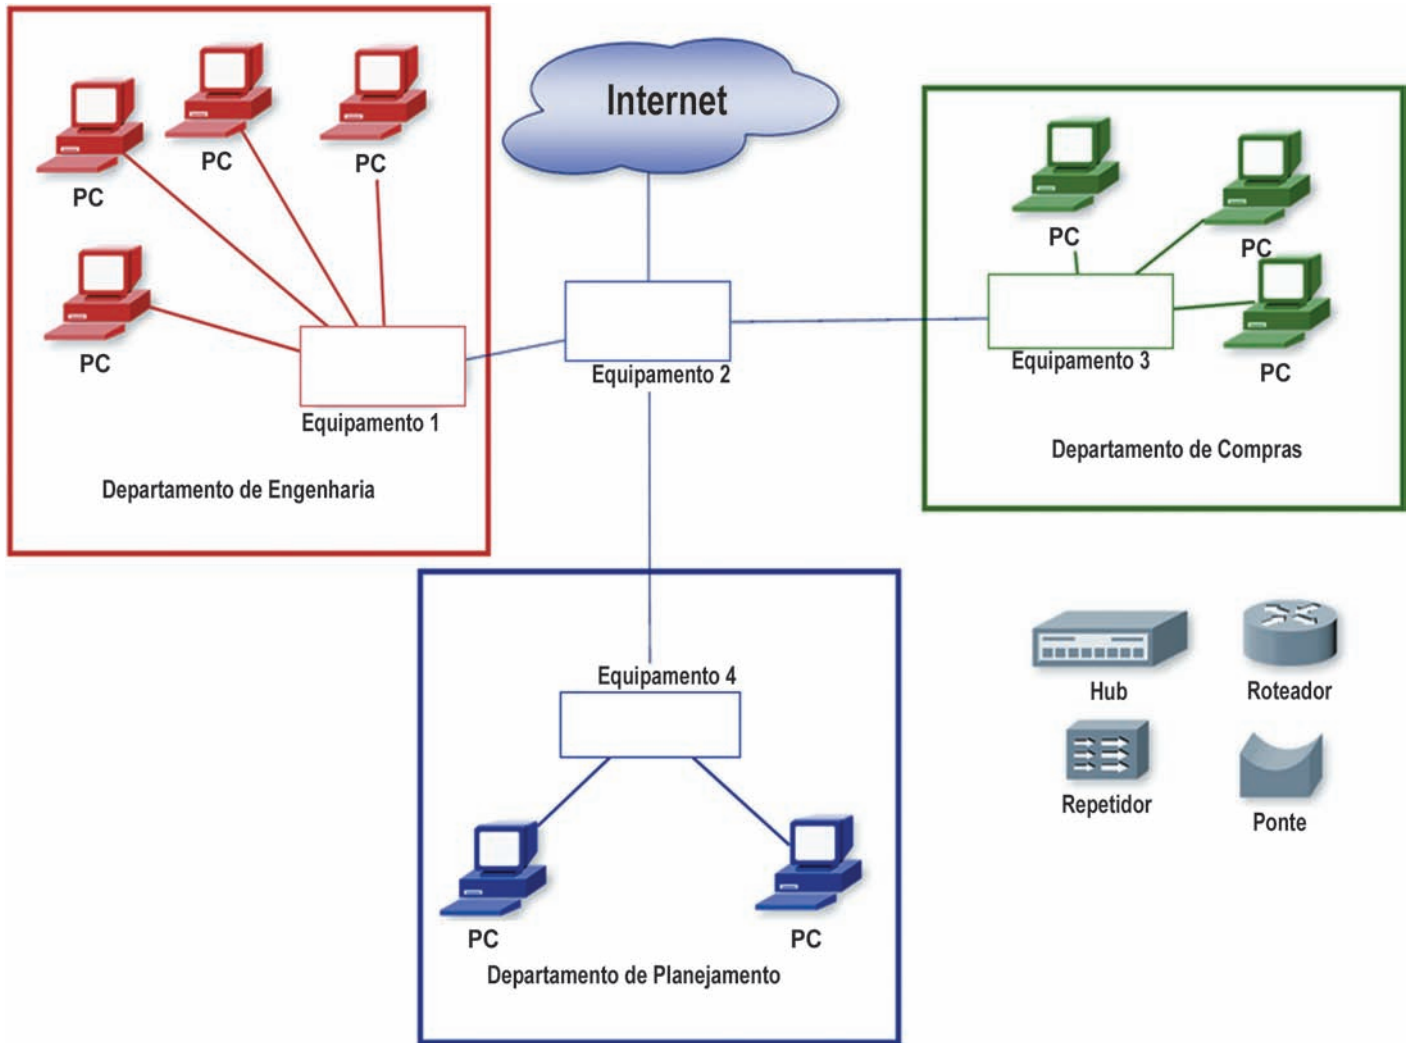 Internet
PC
PC
PC
PC
Equipamento 1
Departamento de Engenharia
Equipamento 2
PC
PC
PC
Equipamento 3
Departamento de Compras
Equipamento 4
PC
PC
Departamento de Planejamento
Hub
Roteador
Repetidor
Ponte